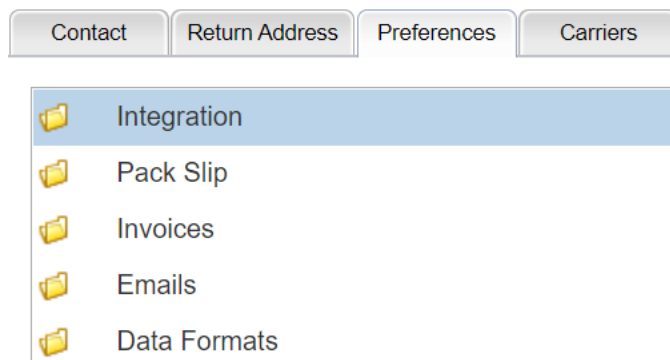 Contact Return Address Preferences Carriers
Integration
Pack Slip
Invoices
Emails
Data Formats